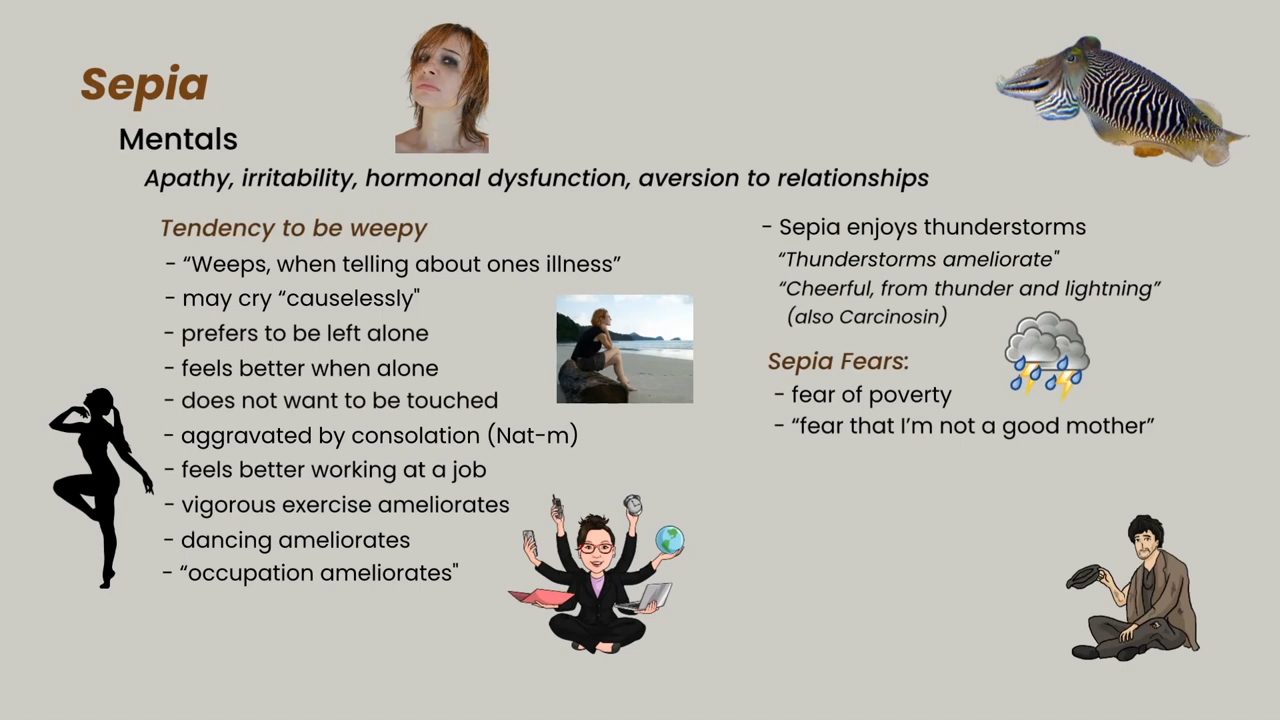 Sepia
Mentals
Apathy, irritability, hormonal dysfunction, aversion to relationships
Tendency to be weepy
- “Weeps, when telling about ones illness”
- may cry “causelessly"
- prefers to be left alone
- feels better when alone
- does not want to be touched
- aggravated by consolation (Nat-m)
- feels better working at a job
- vigorous exercise ameliorates
- dancing ameliorates
- “occupation ameliorates"
- Sepia enjoys thunderstorms
“Thunderstorms ameliorate"
“Cheerful, from thunder and lightning”
(also Carcinosin)
Sepia Fears:
- fear of poverty
- “fear that I’m not a good mother”